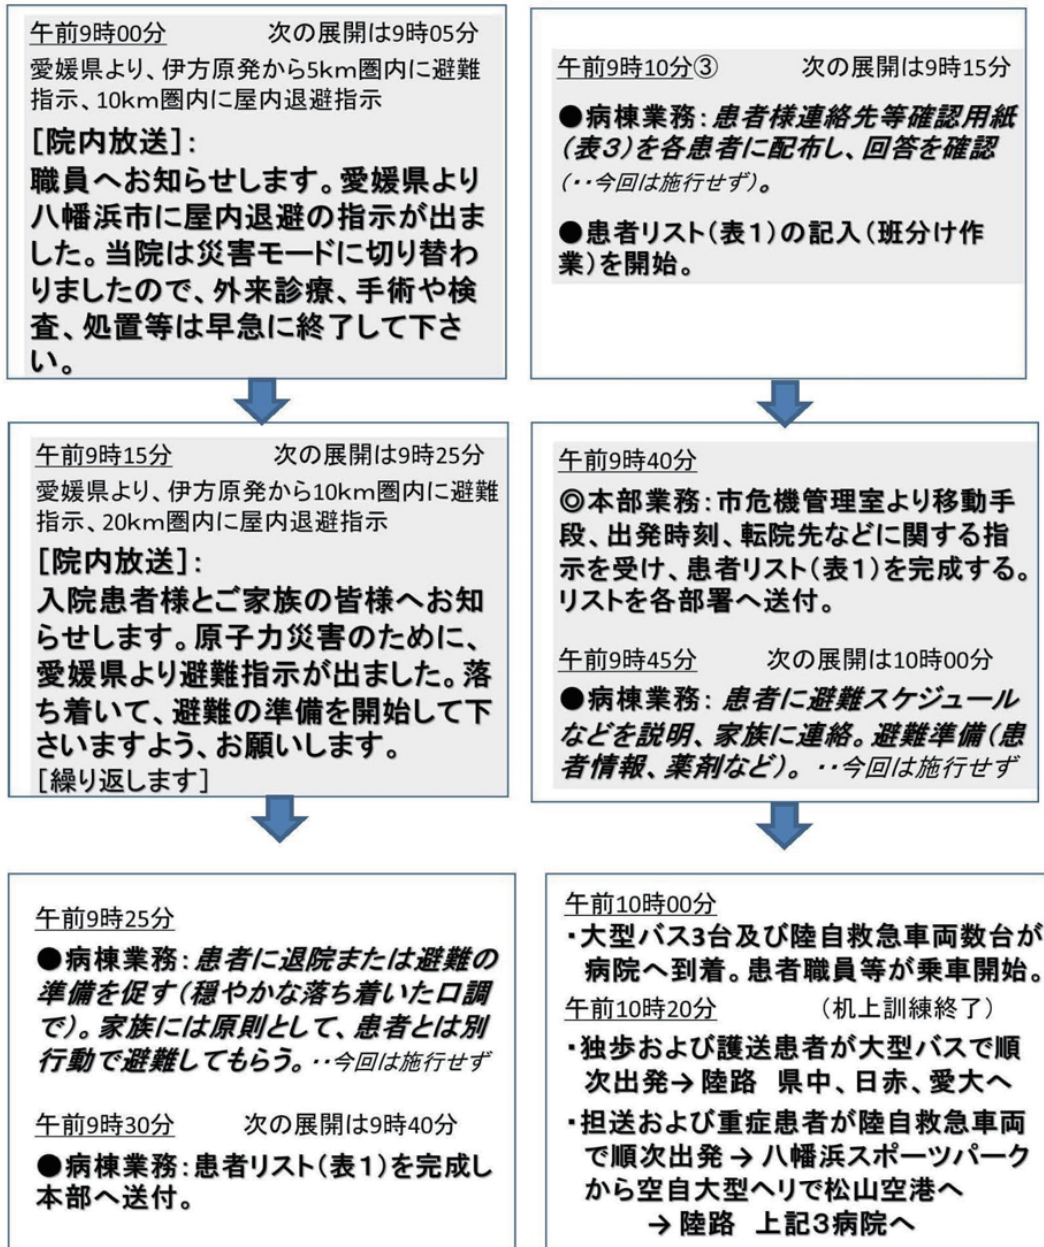 午前9時00分 次の展開は9時05分
愛媛県より、伊方原発から5km圏内に避難
指示、10km圏内に屋内退避指示
[院内放送]:
職員へお知らせします。愛媛県より
八幡浜市に屋内退避の指示が出ま
した。当院は災害モードに切り替わ
りましたので、外来診療、手術や検
査、処置等は早急に終了して下さ
い。
午前9時15分 次の展開は9時25分
愛媛県より、伊方原発から10km圏内に避難
指示、20km圏内に屋内退避指示
[院内放送]:
入院患者様とご家族の皆様へお知
らせします。原子力災害のために、
愛媛県より避難指示が出ました。落
ち着いて、避難の準備を開始して下
さいますよう、お願いします。
[繰り返します]
午前9時25分
●病棟業務:患者に退院または避難の
準備を促す(穏やかな落ち着いた口調
で)。家族には原則として、患者とは別
行動で避難してもらう。‥今回は施行せず
午前9時30分 次の展開は9時40分
●病棟業務:患者リスト(表1)を完成し
本部へ送付。
午前9時10分③ 次の展開は9時15分
●病棟業務:患者様連絡先等確認用紙
(表3)を各患者に配布し、回答を確認
(‥今回は施行せず)。
●患者リスト(表1)の記入(班分け作
業)を開始。
午前9時40分
◎本部業務:市危機管理室より移動手
段、出発時刻、転院先などに関する指
示を受け、患者リスト(表1)を完成する。
リストを各部署へ送付。
午前9時45分 次の展開は10時00分
●病棟業務: 患者に避難スケジュール
などを説明、家族に連絡。避難準備(患
者情報、薬剤など)。 ‥今回は施行せず
午前10時00分
・大型バス3台及び陸自救急車両数台が
病院へ到着。患者職員等が乗車開始。
午前10時20分 (机上訓練終了)
・独歩および護送患者が大型バスで順
次出発→ 陸路 県中、日赤、愛大へ
・担送および重症患者が陸自救急車両
で順次出発 → 八幡浜スポーツパーク
から空自大型ヘリで松山空港へ
→ 陸路 上記3病院へ